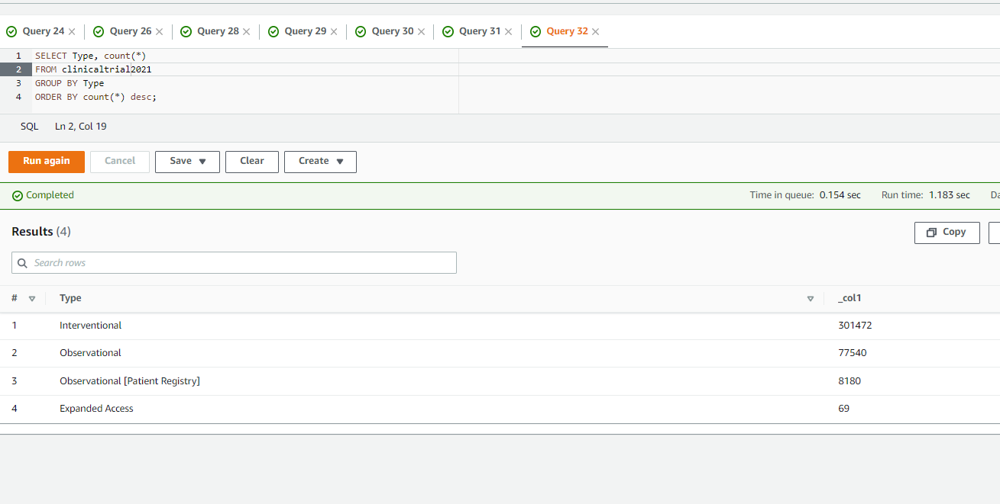 Query 24 Query 26 Query 28 Query 29 Query 30 Query 31 Query 32
1 SELECT Type, count(*)
2 FROM clinicaltrial2021
3 GROUP BY Type
4 ORDER BY count(*) desc;
SQL Ln 2, Col 19
Run again Cancel Save Clear Create
Completed Time in queue: 0.154 sec Run time: 1.183 sec Da
Results (4)
Copy
Search rows
# Type _col1
1 Interventional 301472
2 Observational 77540
3 Observational [Patient Registry] 8180
4 Expanded Access 69